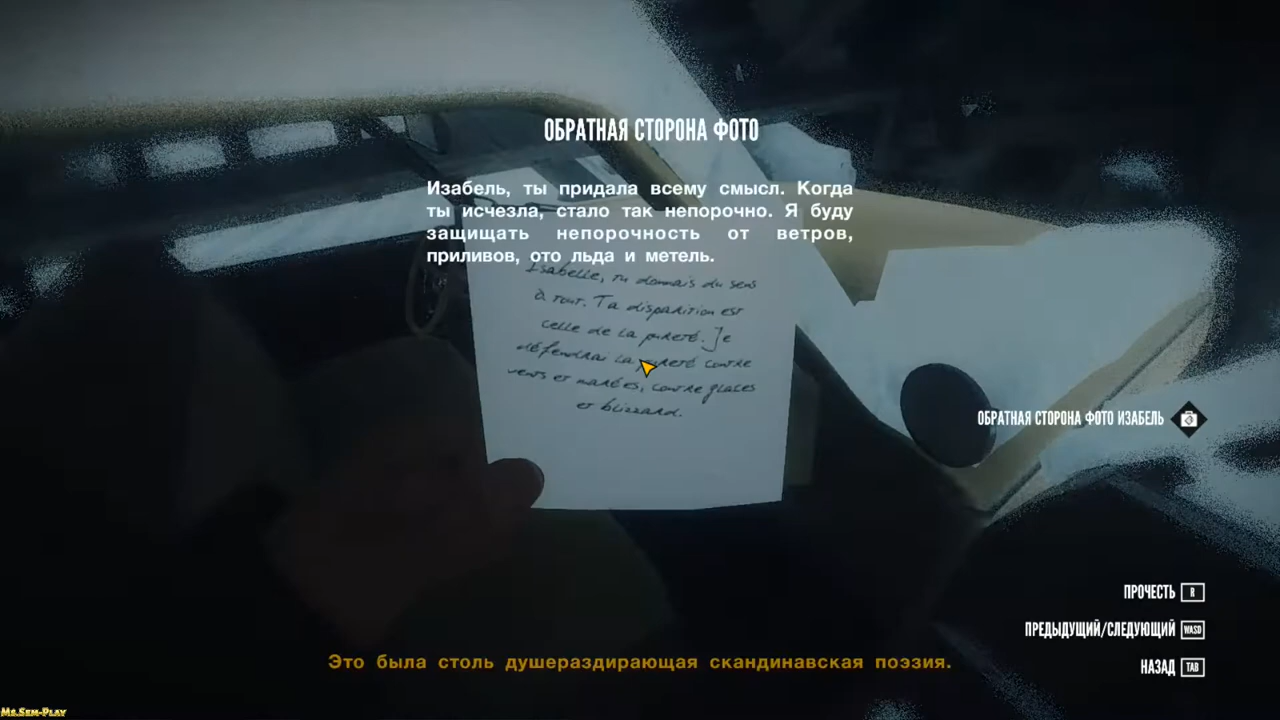 ОБРАТНАЯ СТОРОНА ФОТО
Изабель, ты придала всему смысл. Когда
ты исчезла, стало так непорочно. Я буду
защищать непорочность от ветров,
приливов, ото льда и метель.
Isabelle, tu donnais du sens
à tout. Ta disparition est
celle de la pureté. Je
défendrai la pureté contre
vents et marées, contre glaces
et blizzard.
ОБРАТНАЯ СТОРОНА ФОТО ИЗАБЕЛЬ
ПРОЧЕСТЬ R
ПРЕДЫДУЩИЙ/СЛЕДУЮЩИЙ WASD
НАЗАД TAB
Это была столь душераздирающая скандинавская поэзия.
Ms.Sem-Play